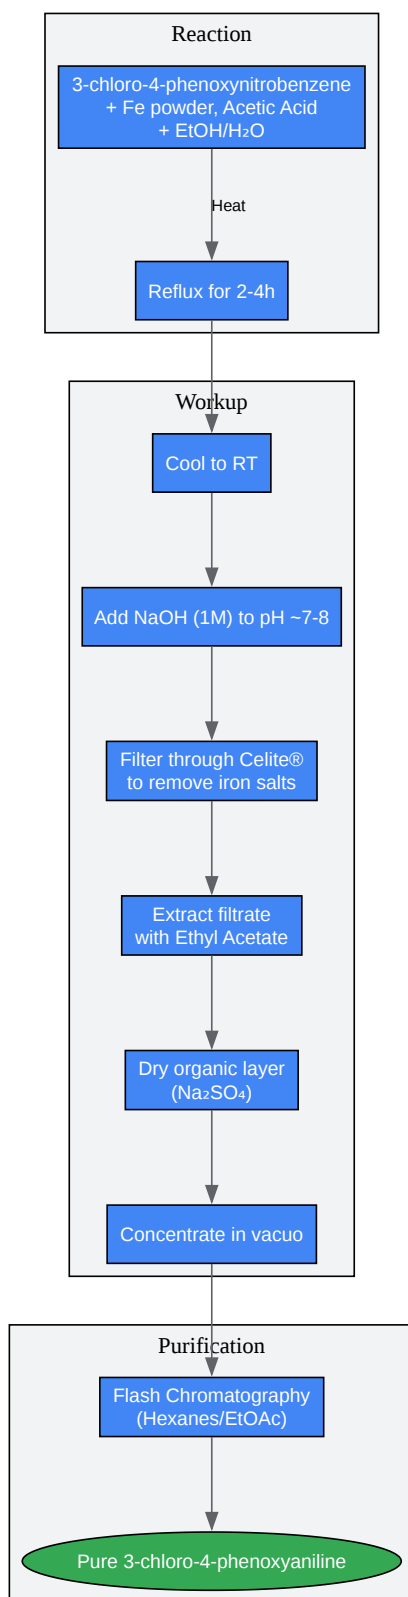 Reaction
3-chloro-4-phenoxynitrobenzene
+ Fe powder, Acetic Acid
+ EtOH/H₂O
Heat
Reflux for 2-4h
Workup
Cool to RT
Add NaOH (1M) to pH ~7-8
Filter through Celite®
to remove iron salts
Extract filtrate
with Ethyl Acetate
Dry organic layer
(Na₂SO₄)
Concentrate in vacuo
Purification
Flash Chromatography
(Hexanes/EtOAc)
Pure 3-chloro-4-phenoxyaniline